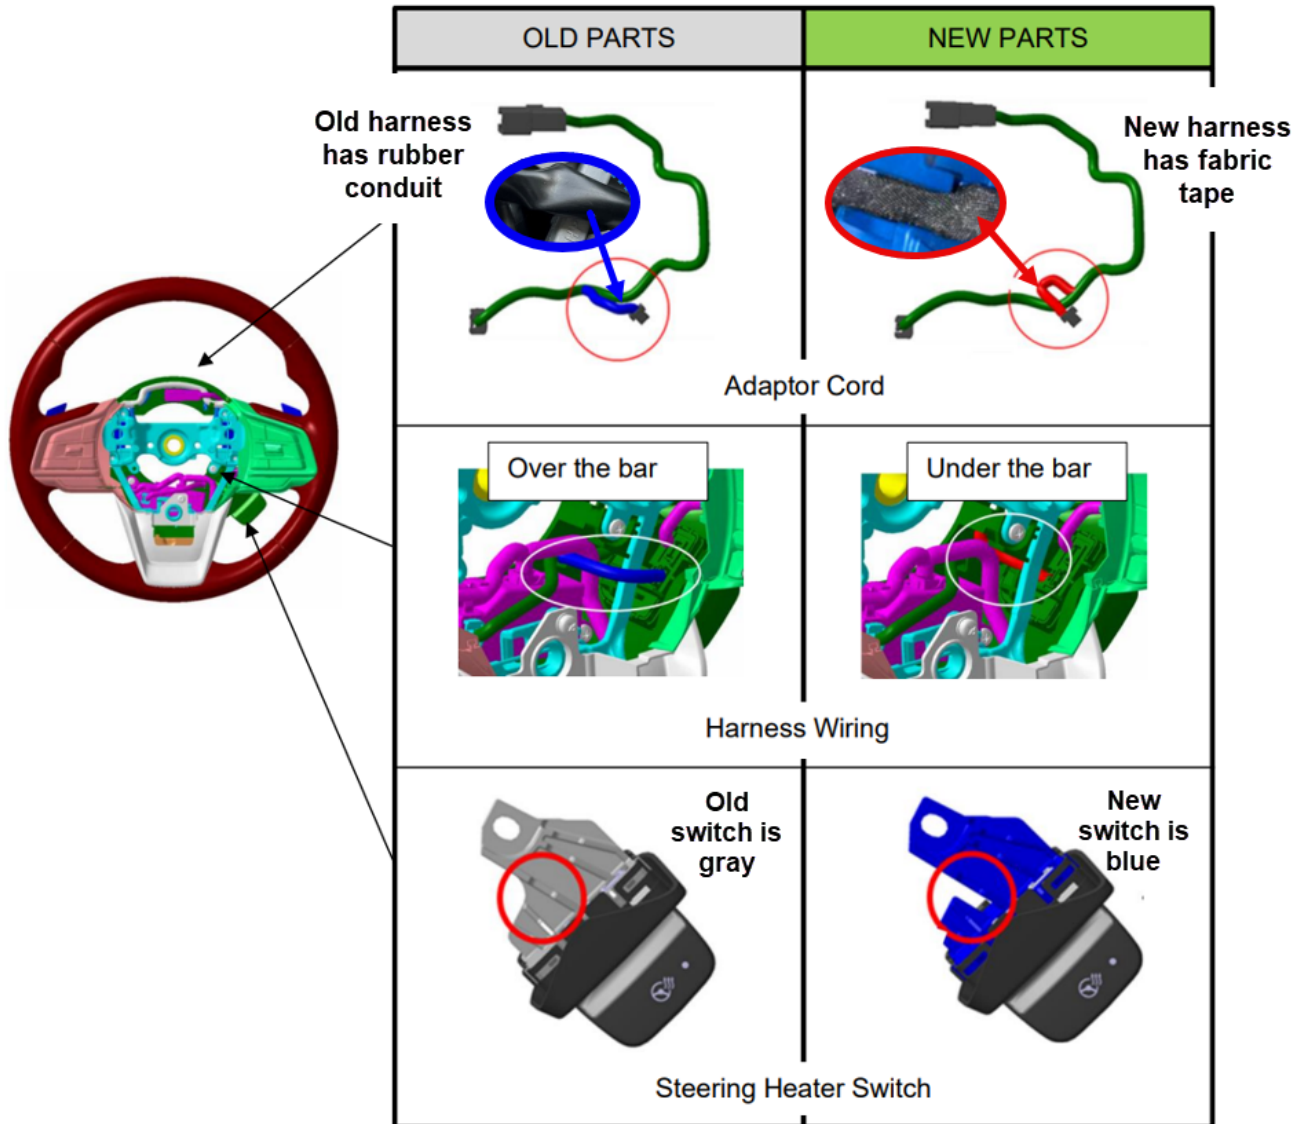 OLD PARTS
NEW PARTS
Old harness
has rubber
conduit
New harness
has fabric
tape
Adaptor Cord
Over the bar
Under the bar
Harness Wiring
Old
switch is
gray
New
switch is
blue
Steering Heater Switch